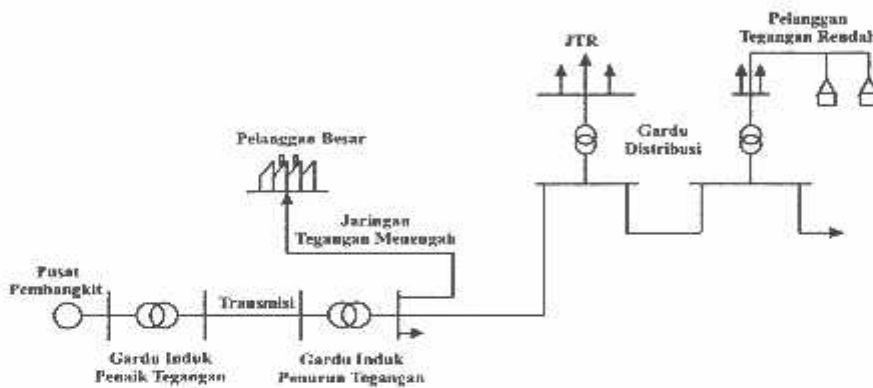 Pelanggan
Tegangan Rendah
JTR
Gardu
Distribusi
Pelanggan Besar
Jaringan
Tegangan Menengah
Pusat
Pembangkit
Transmisi
Gardu Induk
Penaik Tegangan
Gardu Induk
Penurun Tegangan